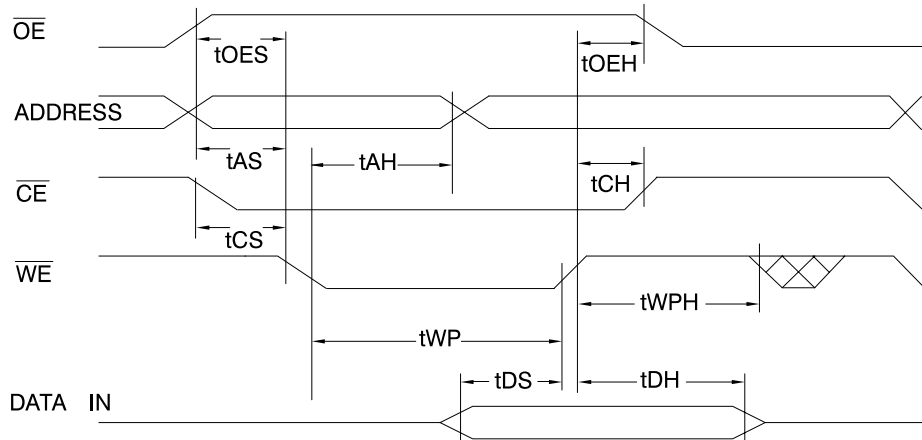 OE
tOES
tOEH
ADDRESS
tAS
tAH
tCH
CE
tCS
WE
tWPH
tWP
tDS
tDH
DATA IN